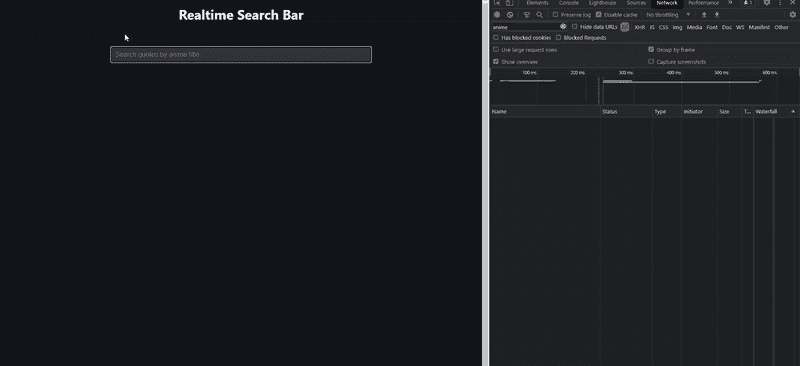 Realtime Search Bar
Search quotes by anime title
Elements Console Lighthouse Sources Network Performance » 1
Preserve log Disable cache No throttling
anime Hide data URLs All XHR JS CSS Img Media Font Doc WS Wasm Manifest Other
Has blocked cookies Blocked Requests
Use large request rows Group by frame
Show overview Capture screenshots
100 ms 200 ms 300 ms 400 ms 500 ms 600 ms
Name Status Type Initiator Size T... Waterfall